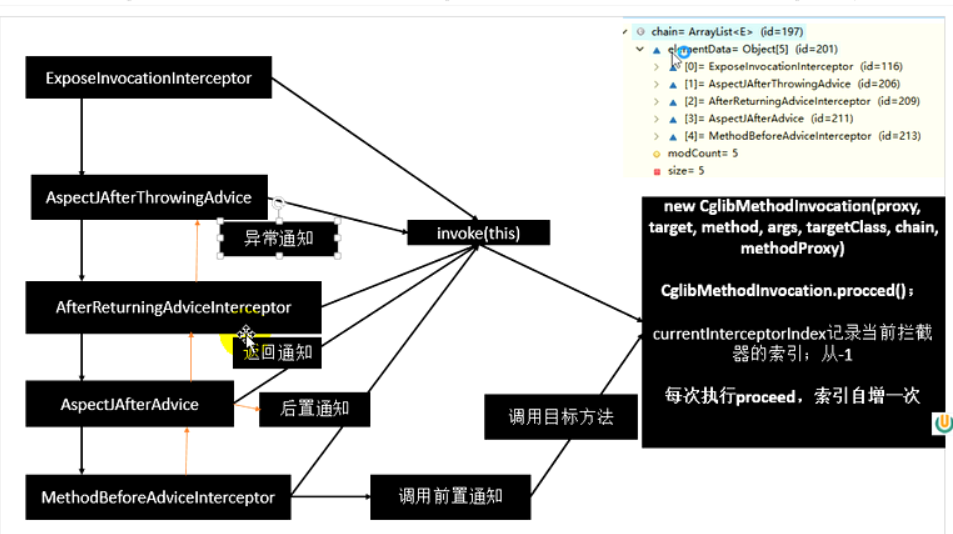 chain= ArrayList<E> (id=197)
elementData= Object[5] (id=201)
[0]= ExposeInvocationInterceptor (id=116)
[1]= AspectJAfterThrowingAdvice (id=206)
[2]= AfterReturningAdviceInterceptor (id=209)
[3]= AspectJAfterAdvice (id=211)
[4]= MethodBeforeAdviceInterceptor (id=213)
modCount= 5
size= 5
ExposeInvocationInterceptor
AspectJAfterThrowingAdvice
异常通知
invoke(this)
new CglibMethodInvocation(proxy,
target, method, args, targetClass, chain,
methodProxy)
CglibMethodInvocation.procced();
currentInterceptorIndex记录当前拦截
器的索引；从-1
每次执行proceed，索引自增一次
AfterReturningAdviceInterceptor
返回通知
AspectJAfterAdvice
后置通知
调用目标方法
MethodBeforeAdviceInterceptor
调用前置通知